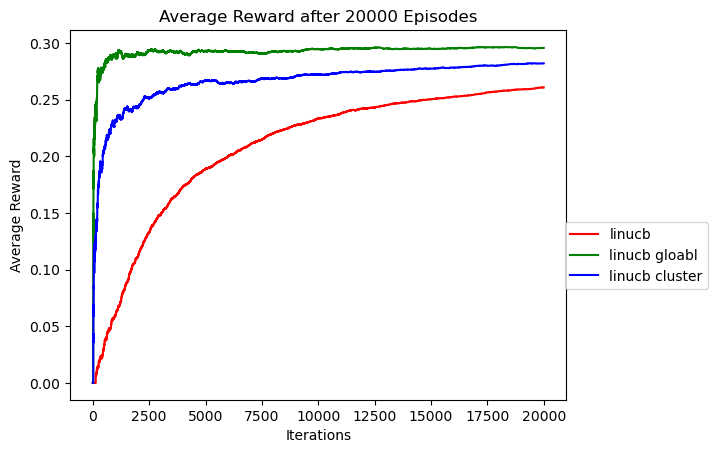 Average Reward after 20000 Episodes
Average Reward
0.30
0.25
0.20
0.15
0.10
0.05
0.00
0 2500 5000 7500 10000 12500 15000 17500 20000
Iterations
linucb
linucb gloabl
linucb cluster